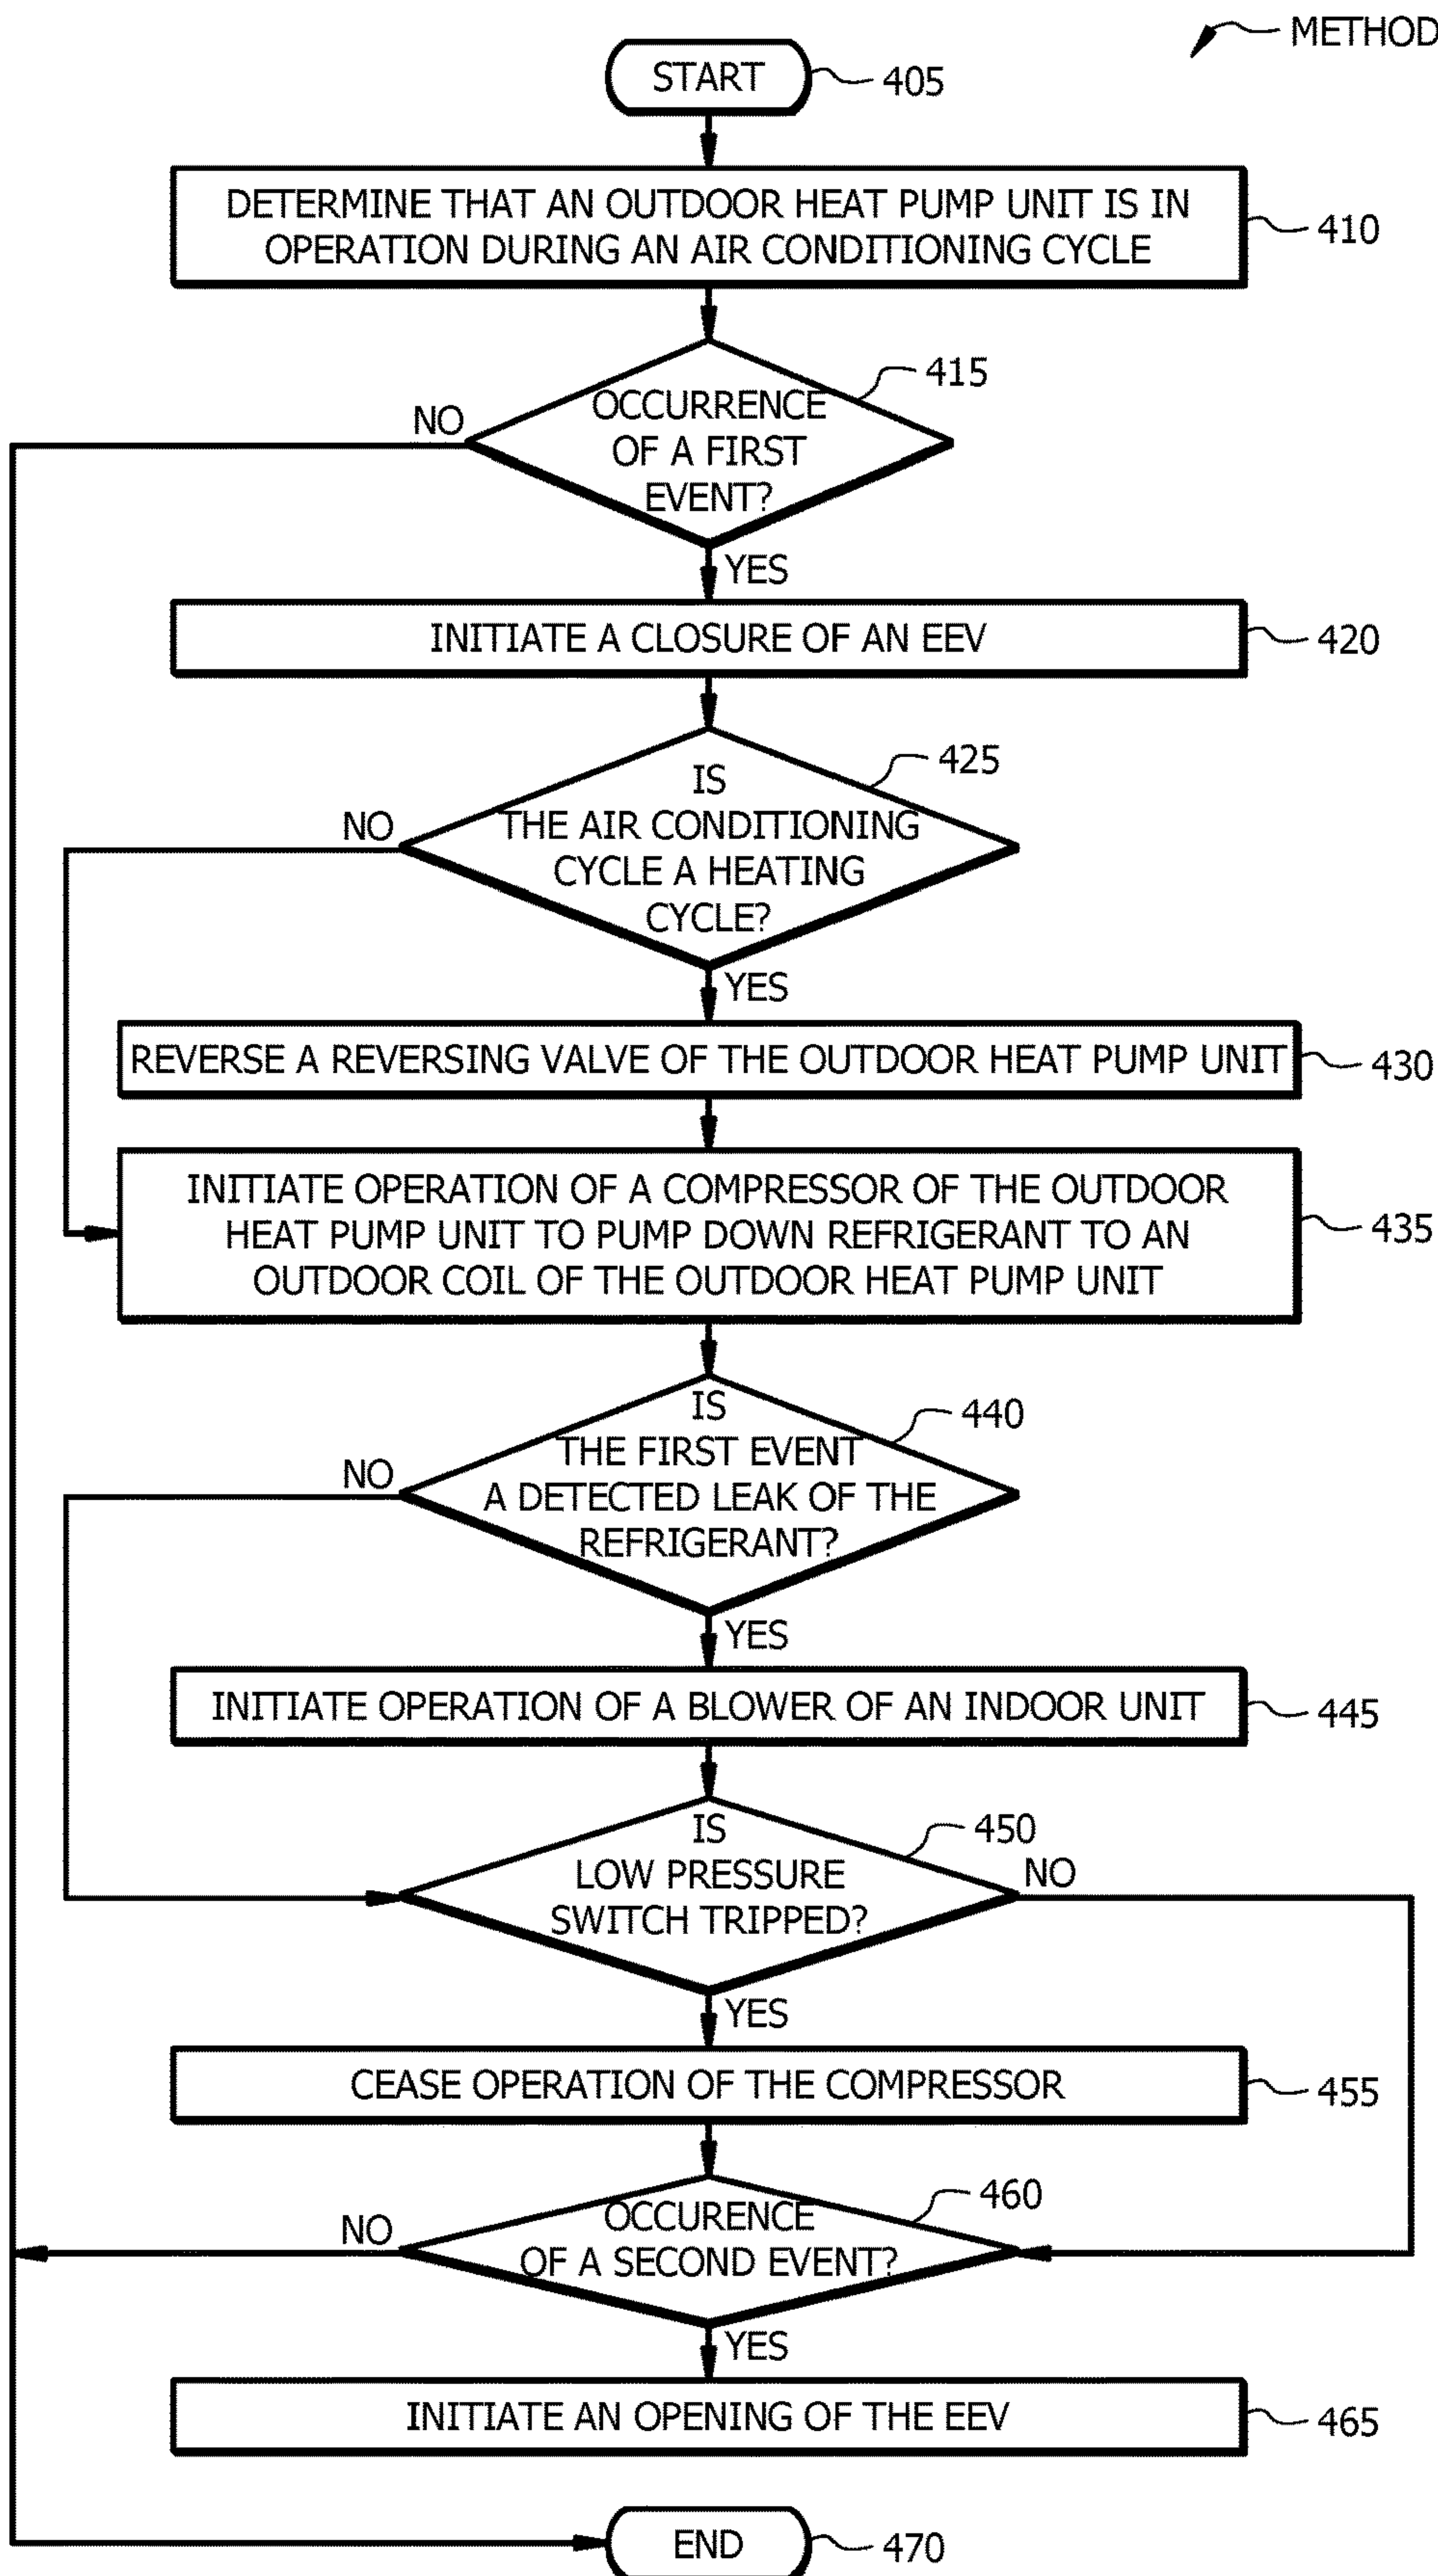 METHOD
START
405
DETERMINE THAT AN OUTDOOR HEAT PUMP UNIT IS IN
OPERATION DURING AN AIR CONDITIONING CYCLE
410
415
OCCURRENCE
OF A FIRST
EVENT?
NO
YES
INITIATE A CLOSURE OF AN EEV
420
425
IS
THE AIR CONDITIONING
CYCLE A HEATING
CYCLE?
NO
YES
REVERSE A REVERSING VALVE OF THE OUTDOOR HEAT PUMP UNIT
430
INITIATE OPERATION OF A COMPRESSOR OF THE OUTDOOR
HEAT PUMP UNIT TO PUMP DOWN REFRIGERANT TO AN
OUTDOOR COIL OF THE OUTDOOR HEAT PUMP UNIT
435
440
IS
THE FIRST EVENT
A DETECTED LEAK OF THE
REFRIGERANT?
NO
YES
INITIATE OPERATION OF A BLOWER OF AN INDOOR UNIT
445
450
IS
LOW PRESSURE
SWITCH TRIPPED?
NO
YES
CEASE OPERATION OF THE COMPRESSOR
455
460
OCCURENCE
OF A SECOND EVENT?
NO
YES
INITIATE AN OPENING OF THE EEV
465
END
470